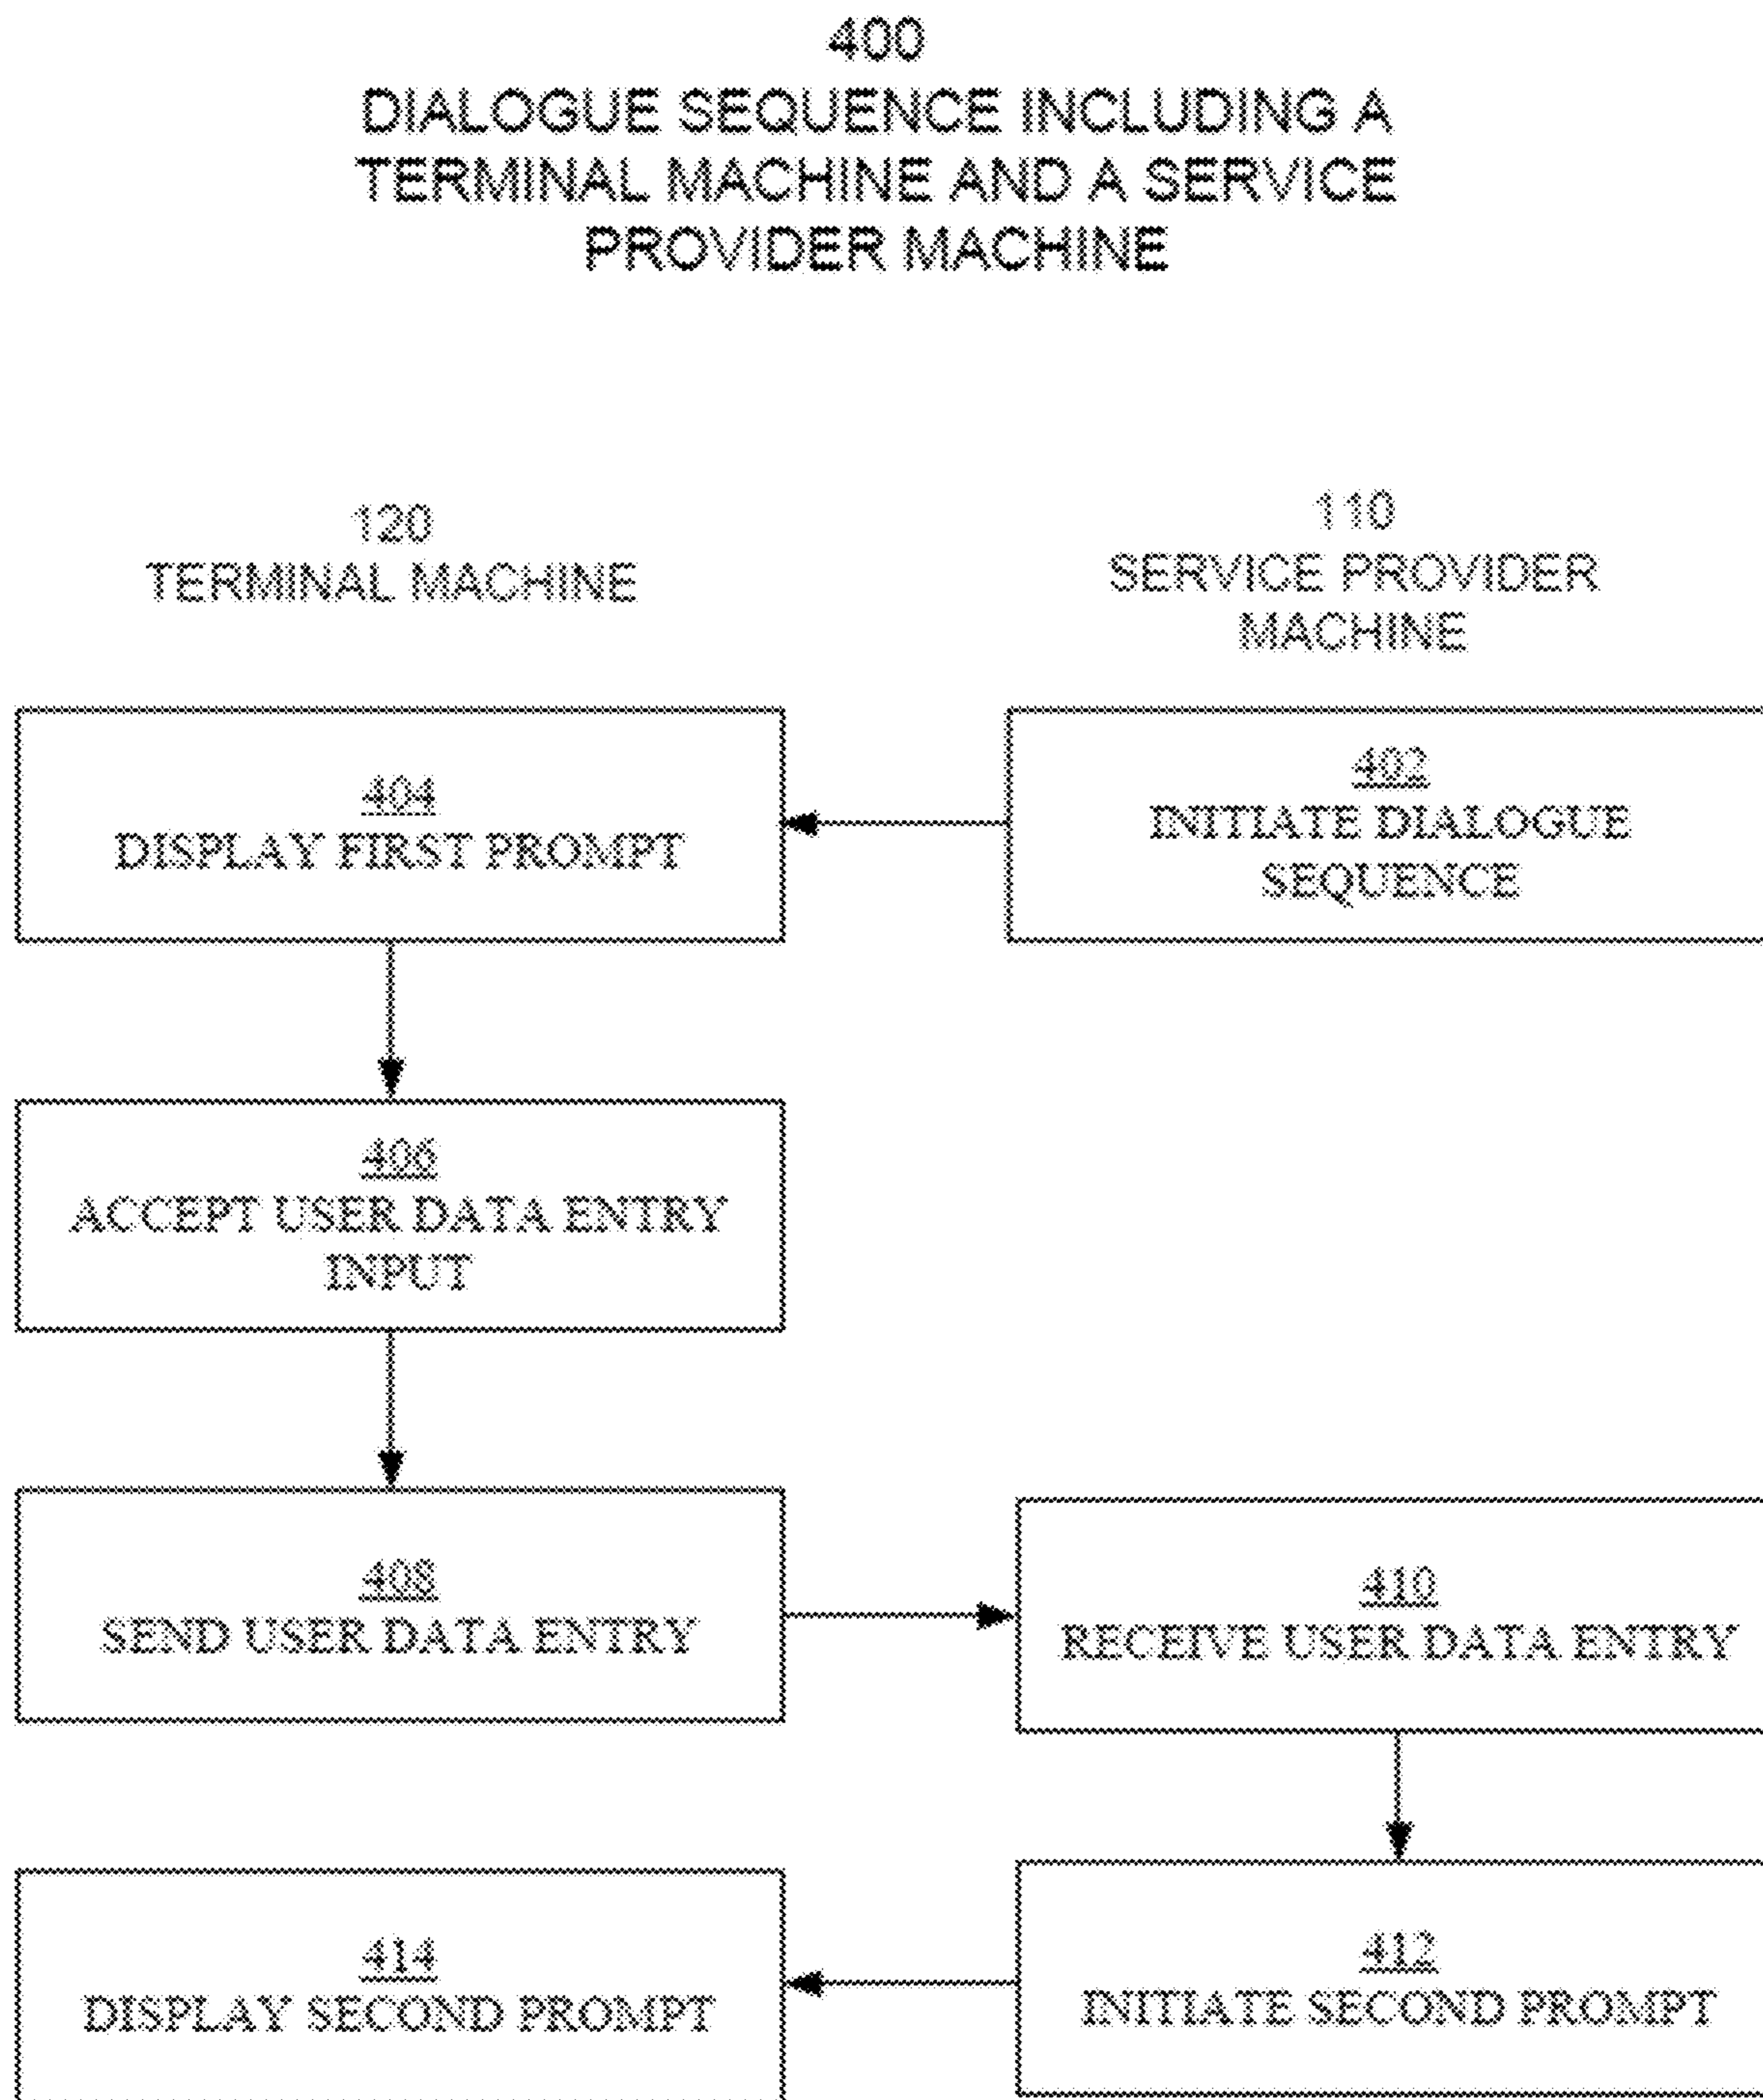 400
DIALOGUE SEQUENCE INCLUDING A
TERMINAL MACHINE AND A SERVICE
PROVIDER MACHINE
120
TERMINAL MACHINE
110
SERVICE PROVIDER
MACHINE
404
DISPLAY FIRST PROMPT
402
INITIATE DIALOGUE
SEQUENCE
406
ACCEPT USER DATA ENTRY
INPUT
408
SEND USER DATA ENTRY
410
RECEIVE USER DATA ENTRY
414
DISPLAY SECOND PROMPT
412
INITIATE SECOND PROMPT